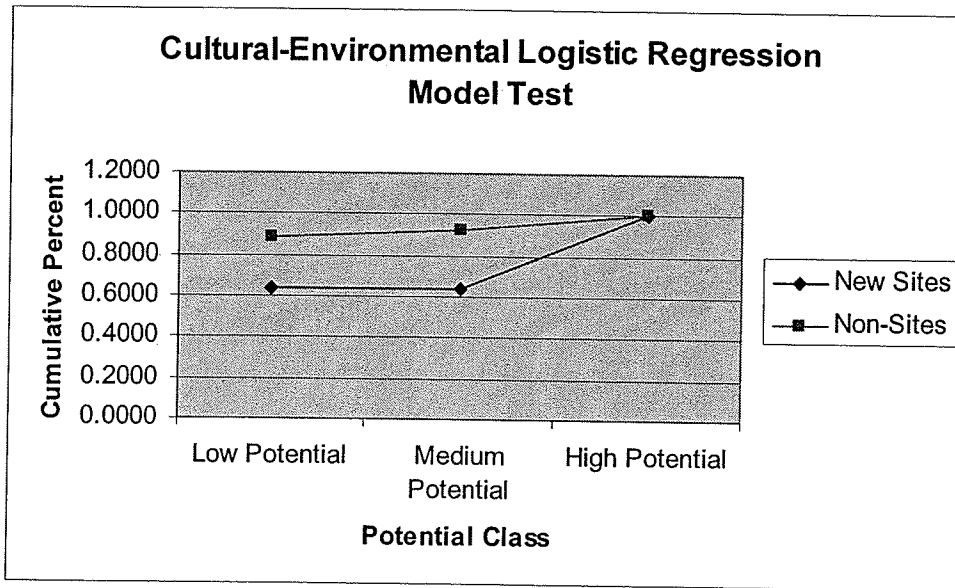 Cultural-Environmental Logistic Regression
Model Test
Cumulative Percent
1.2000
1.0000
0.8000
0.6000
0.4000
0.2000
0.0000
Low Potential
Medium
Potential
High Potential
Potential Class
New Sites
Non-Sites